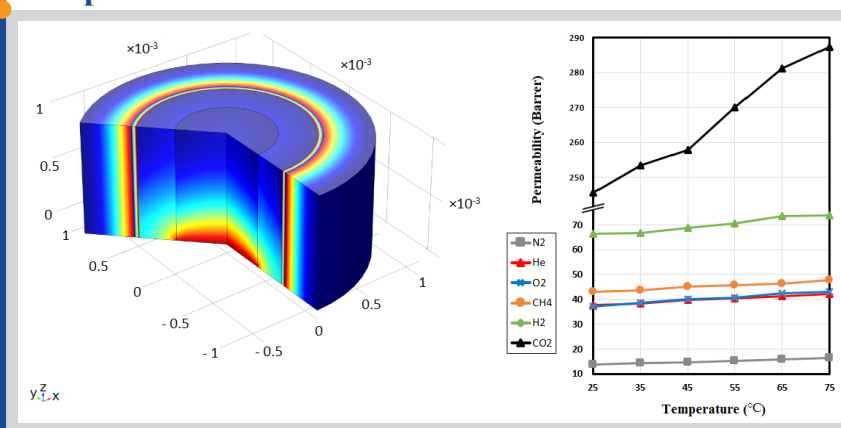 ×10-3
×10-3
1
0.5
0
×10-3
1
0.5
0
- 0.5
- 1
1
0.5
0
- 0.5
y z x
Permeability (Barrer)
290
280
270
260
250
70
60
50
40
30
20
10
25 35 45 55 65 75
Temperature (°C)
N2
He
O2
CH4
H2
CO2